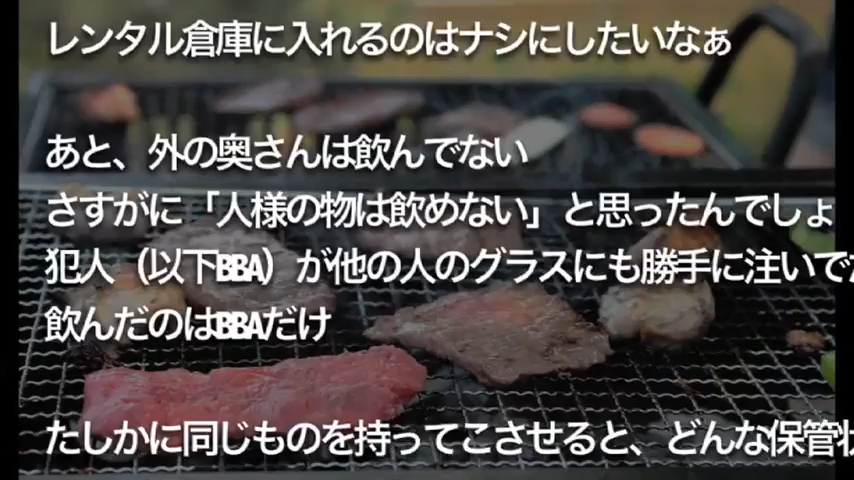 レンタル倉庫に入れるのはナシにしたいなぁ
あと、外の奥さんは飲んでない
さすがに「人様の物は飲めない」と思ったんでしょ
犯人（以下BBA）が他の人のグラスにも勝手に注いで
飲んだのはBBAだけ
たしかに同じものを持ってこさせると、どんな保管